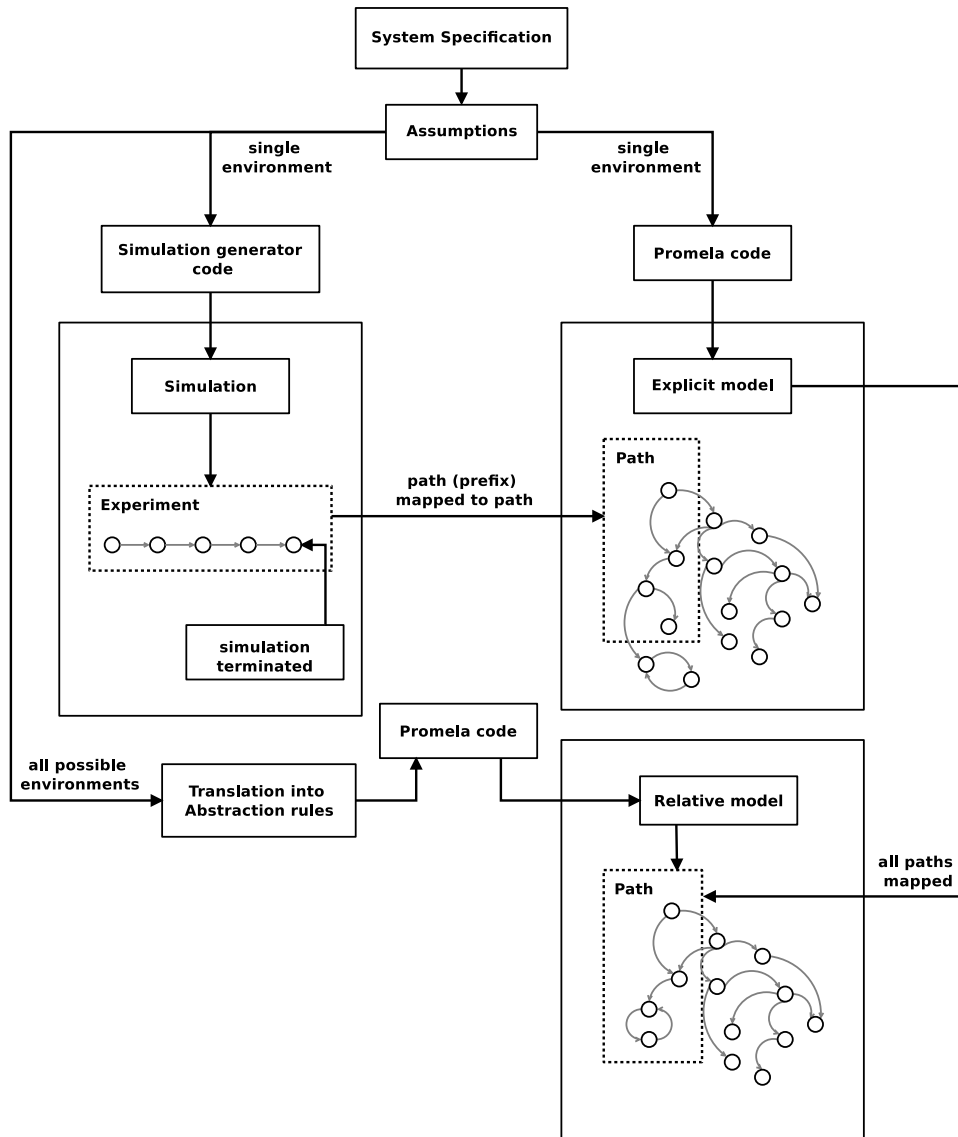 System Specification
Assumptions
single
environment
single
environment
Simulation generator
code
Promela code
Simulation
Explicit model
Path
path (prefix)
mapped to path
Experiment
simulation
terminated
Promela code
all possible
environments
Translation into
Abstraction rules
Relative model
all paths
mapped
Path